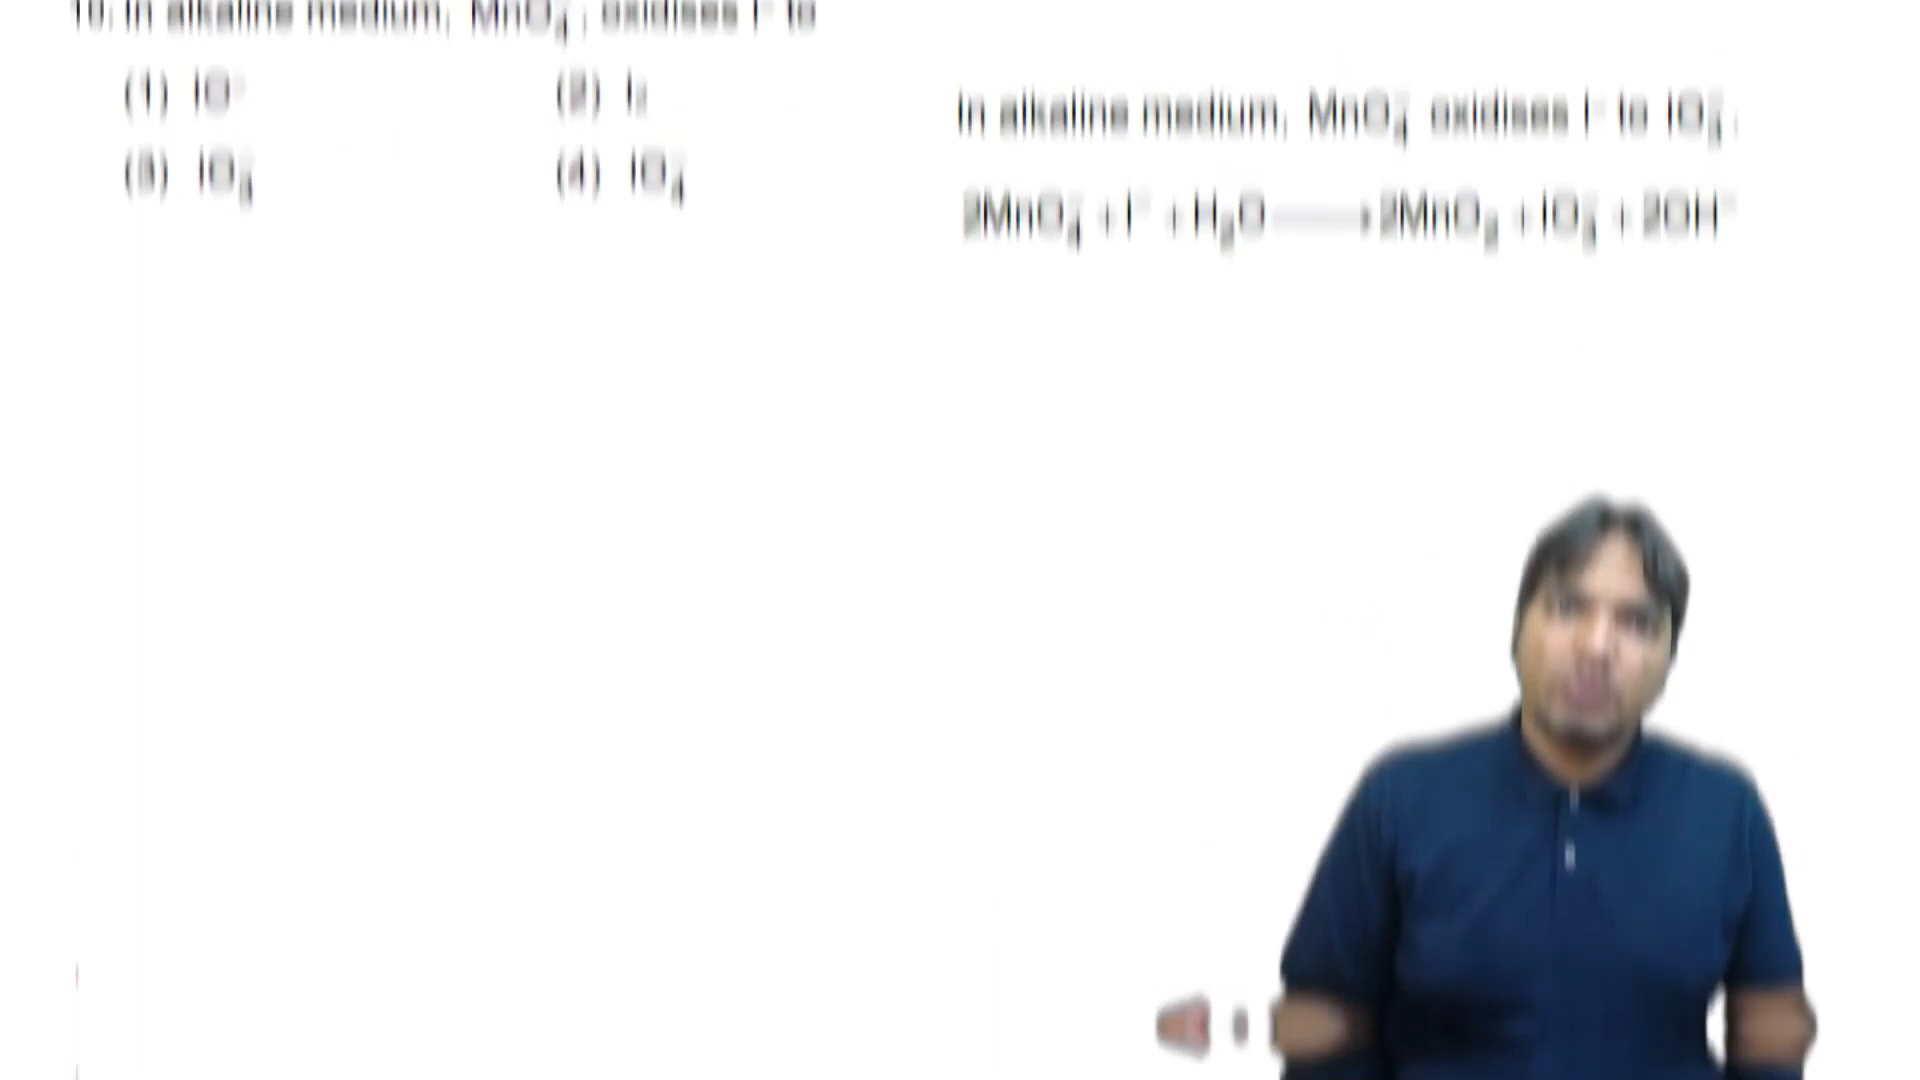 10. In alkaline medium, MnO₄⁻, oxidises I⁻ to
(1) IO⁻ (2) I₂
(3) IO₃⁻ (4) IO₄⁻
In alkaline medium, MnO₄⁻ oxidises I⁻ to IO₃⁻.
2MnO₄⁻ + I⁻ + H₂O ⟶ 2MnO₂ + IO₃⁻ + 2OH⁻